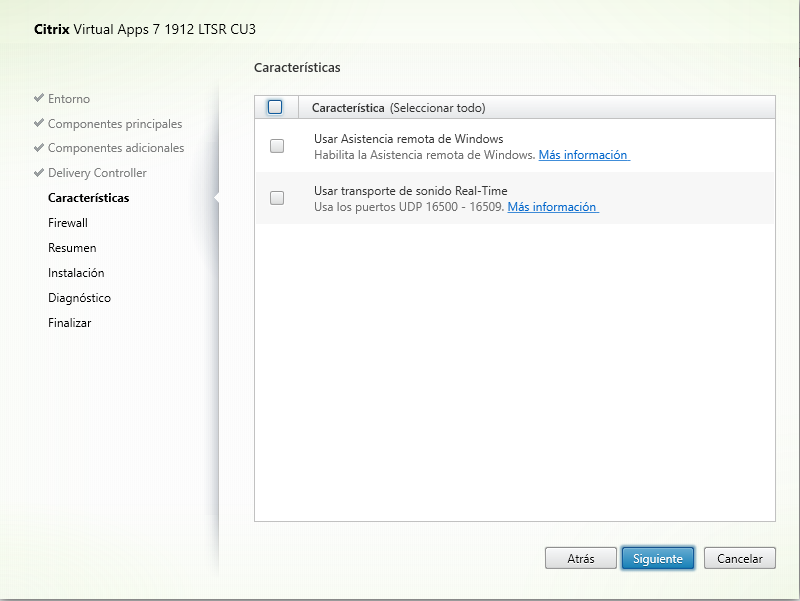 Citrix Virtual Apps 7 1912 LTSR CU3
Características
Entorno
Componentes principales
Componentes adicionales
Delivery Controller
Características
Firewall
Resumen
Instalación
Diagnóstico
Finalizar
Característica (Seleccionar todo)
Usar Asistencia remota de Windows
Habilita la Asistencia remota de Windows. Más información
Usar transporte de sonido Real-Time
Usa los puertos UDP 16500 - 16509. Más información
Atrás
Siguiente
Cancelar